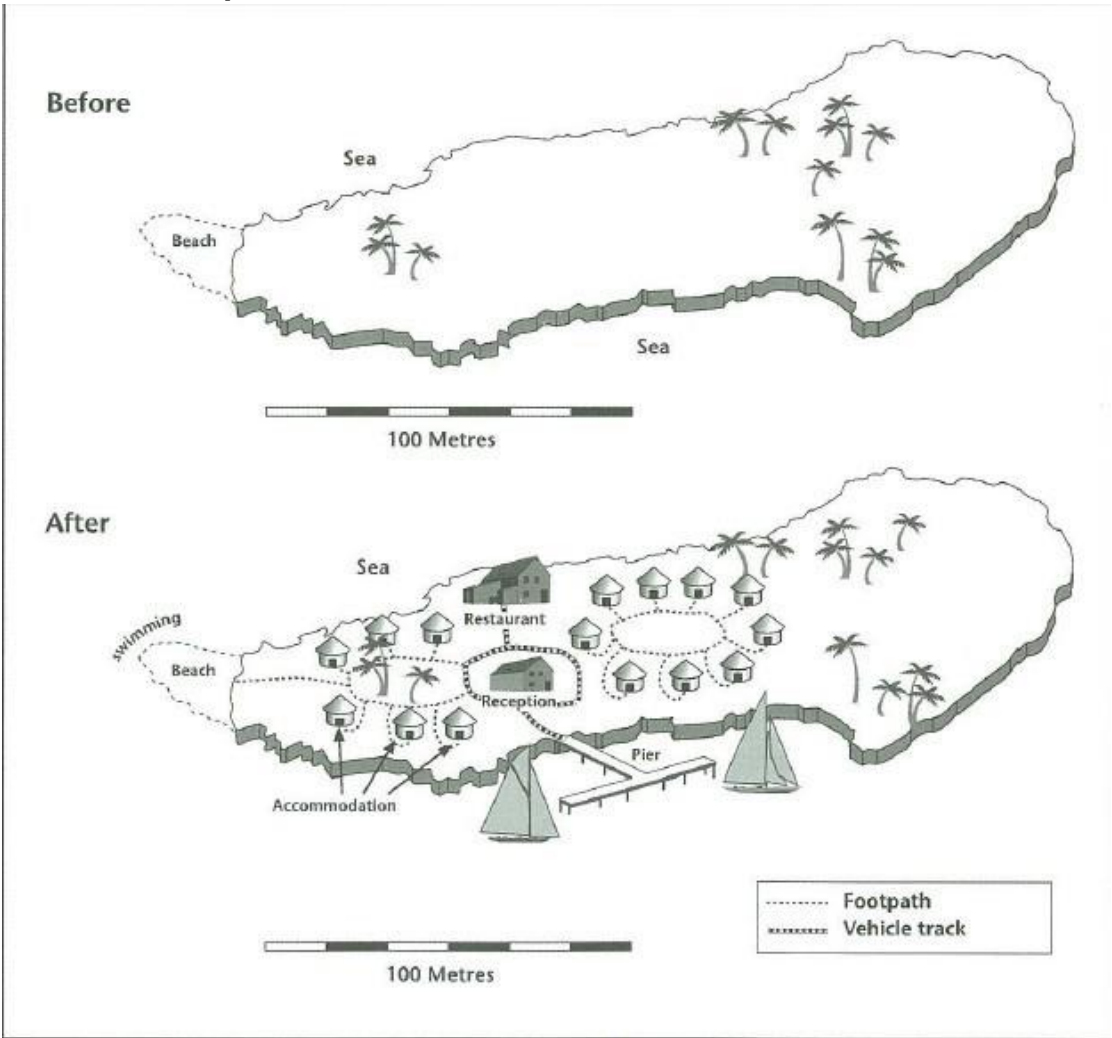 Before
Sea
Beach
Sea
100 Metres
After
Sea
Restaurant
swimming
Beach
Reception
Pier
Accommodation
Footpath
Vehicle track
100 Metres